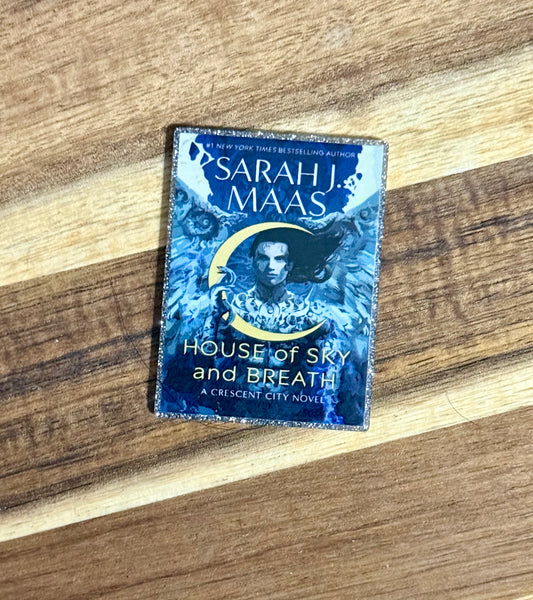 #1 NEW YORK TIMES BESTSELLING AUTHOR
SARAH J.
MAAS
HOUSE of SKY
and BREATH
A CRESCENT CITY NOVEL